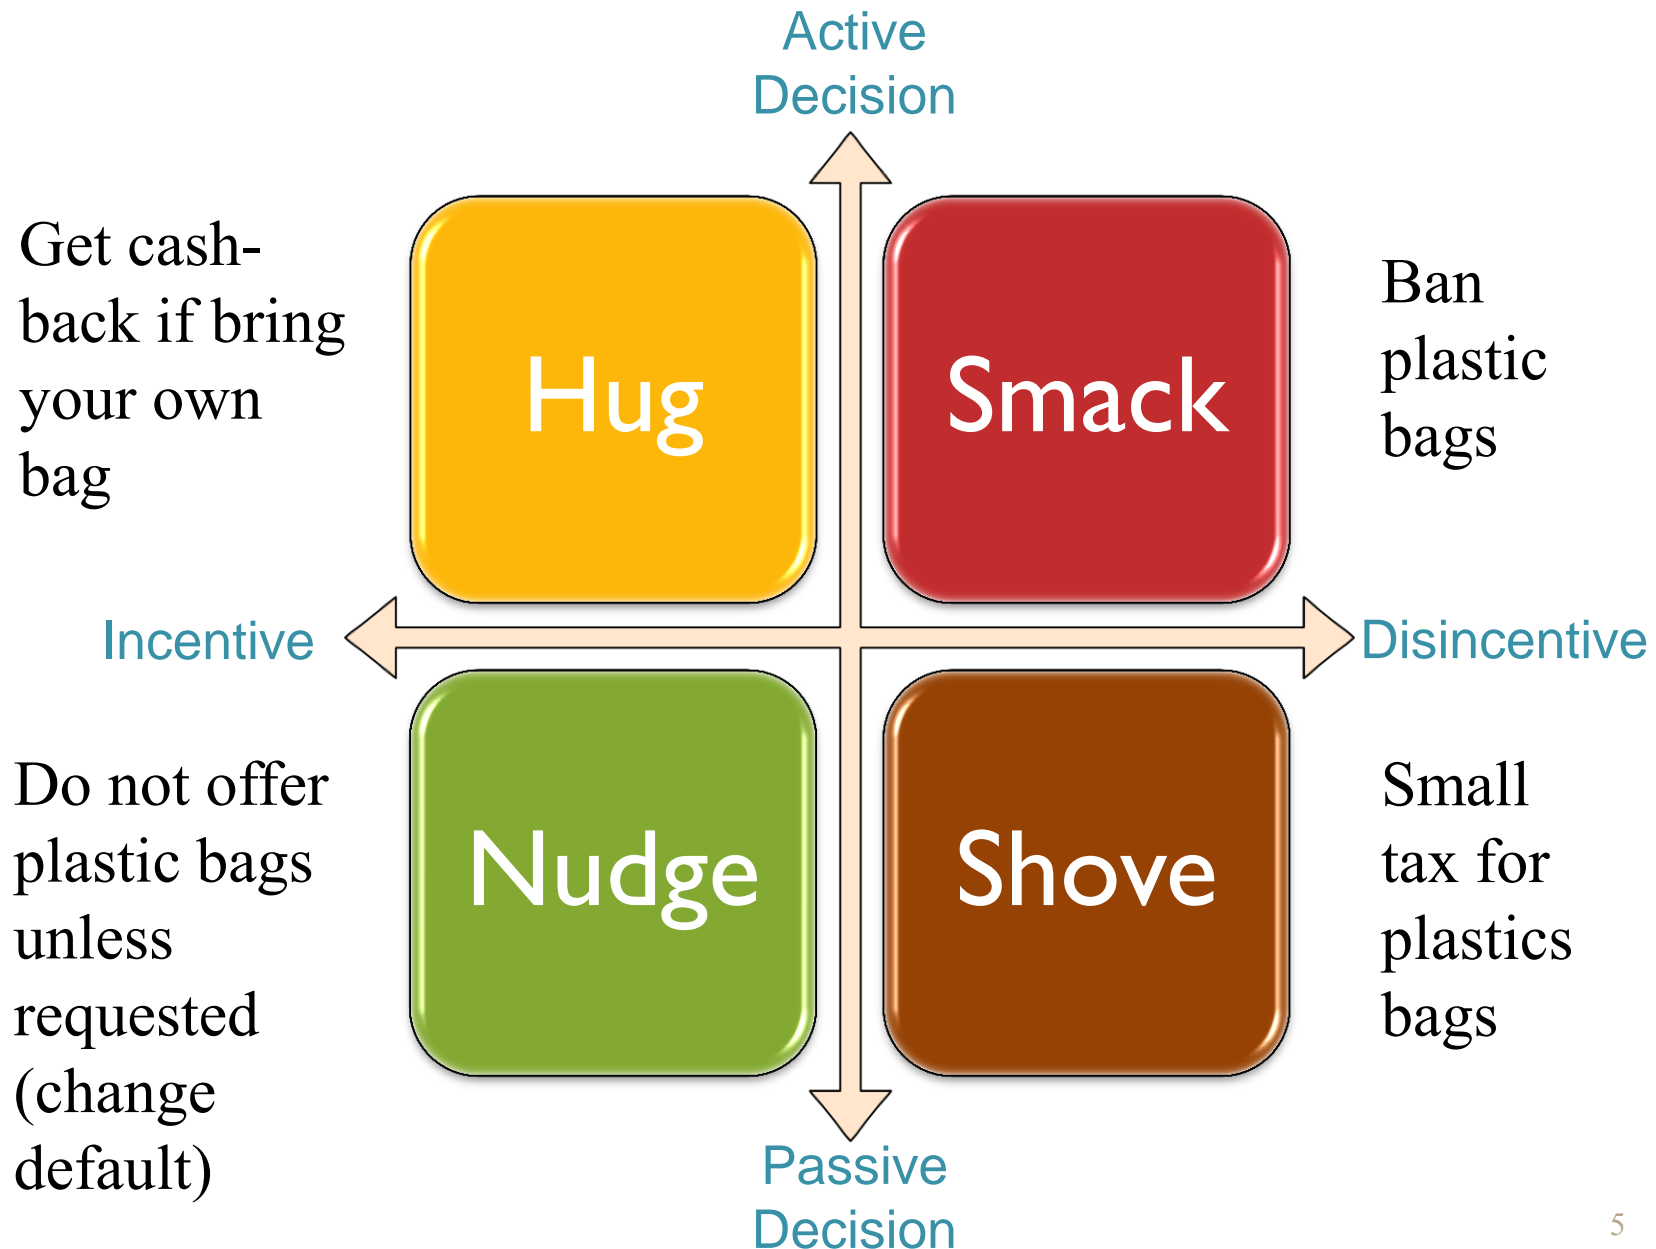 Active
Decision
Get cash-
back if bring
your own
bag
Hug
Smack
Ban
plastic
bags
Incentive
Disincentive
Do not offer
plastic bags
unless
requested
(change
default)
Nudge
Shove
Small
tax for
plastics
bags
Passive
Decision
5